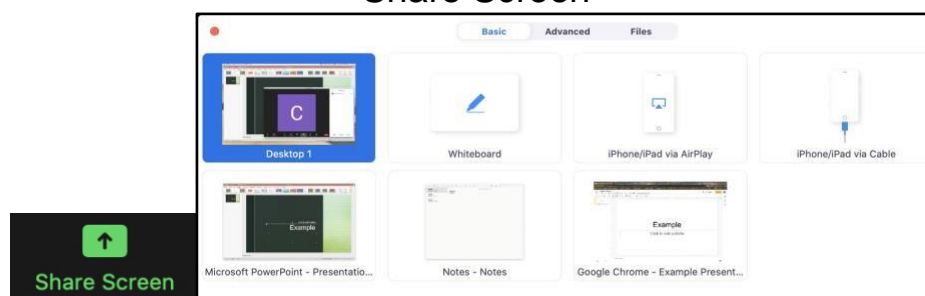 Share Screen
Basic Advanced Files
C
Desktop 1
Whiteboard
iPhone/iPad via AirPlay
iPhone/iPad via Cable
Example
Example
Microsoft PowerPoint - Presentatio...
Notes - Notes
Google Chrome - Example Present...
Share Screen